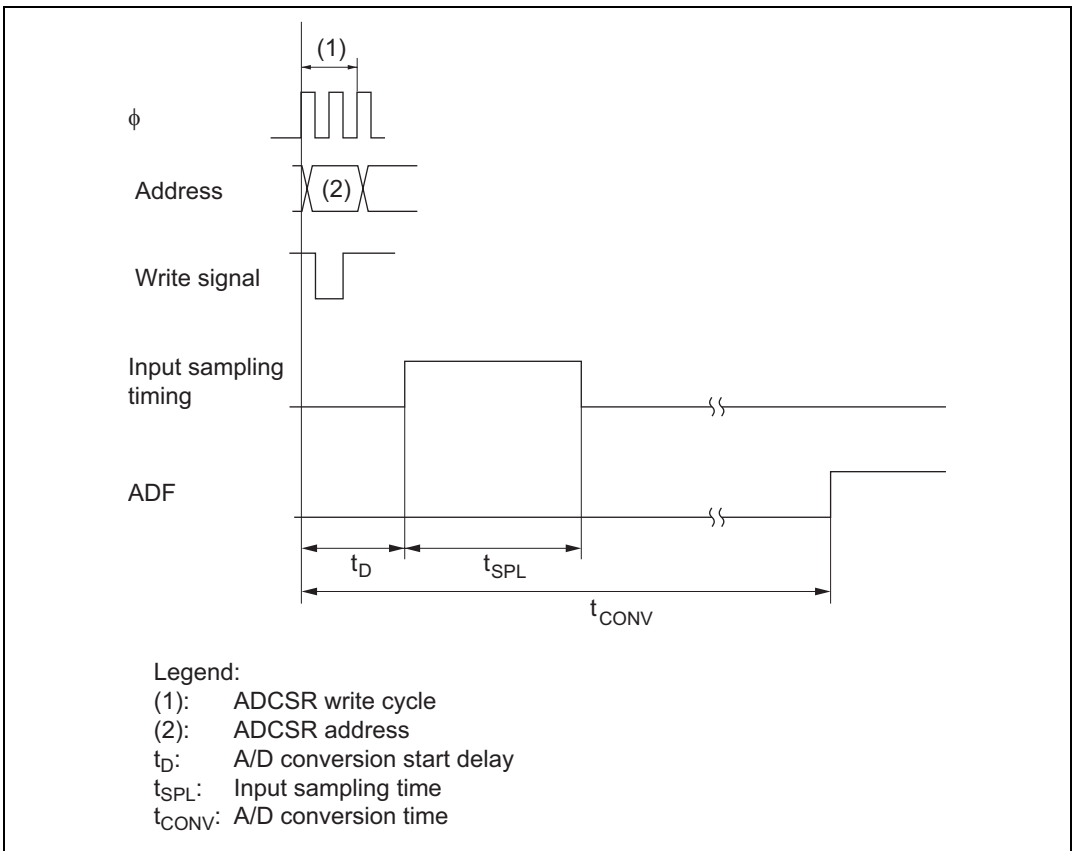 (1)
ϕ
Address
(2)
Write signal
Input sampling
timing
ADF
tD
tSPL
tCONV
Legend:
(1): ADCSR write cycle
(2): ADCSR address
tD: A/D conversion start delay
tSPL: Input sampling time
tCONV: A/D conversion time